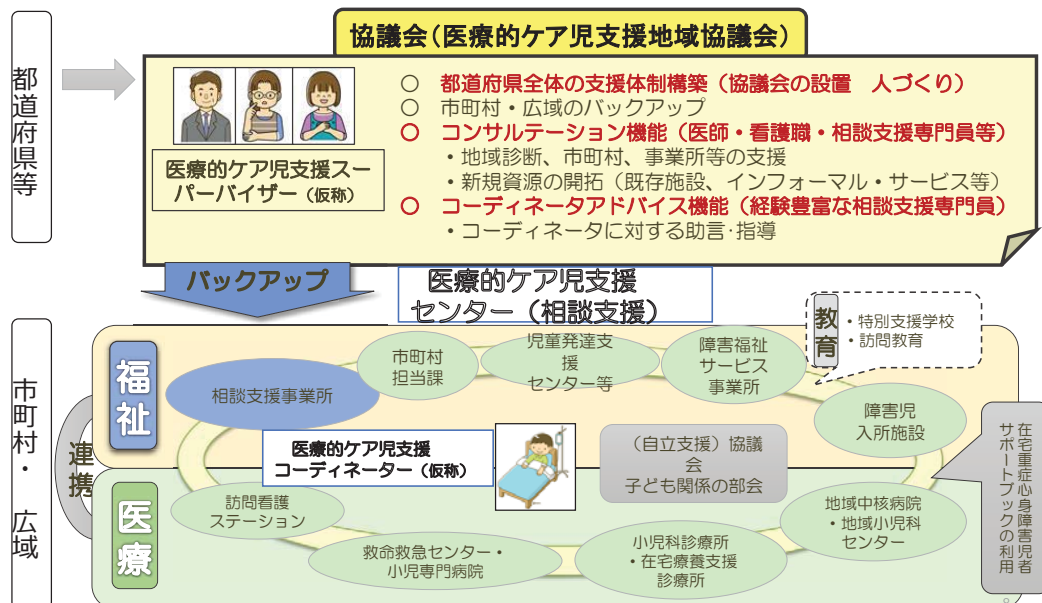 都道府県等
協議会(医療的ケア児支援地域協議会)
医療的ケア児支援スー
パーバイザー(仮称)
○ 都道府県全体の支援体制構築(協議会の設置 人づくり)
○ 市町村・広域のバックアップ
○ コンサルテーション機能(医師・看護職・相談支援専門員等)
・地域診断、市町村、事業所等の支援
・新規資源の開拓(既存施設、インフォーマル・サービス等)
○ コーディネータアドバイス機能(経験豊富な相談支援専門員)
・コーディネータに対する助言・指導
バックアップ
医療的ケア児支援
センター(相談支援)
市町村・広域
連携
福祉
相談支援事業所
市町村
担当課
児童発達支
援
センター等
障害福祉
サービス
事業所
教育
・特別支援学校
・訪問教育
障害児
入所施設
医療的ケア児支援
コーディネーター(仮称)
(自立支援)協議
会
子ども関係の部会
在宅重症心身障害児者
サポートブックの利用
医療
訪問看護
ステーション
救命救急センター・
小児専門病院
小児科診療所
・在宅療養支援
診療所
地域中核病院
・地域小児科
センター